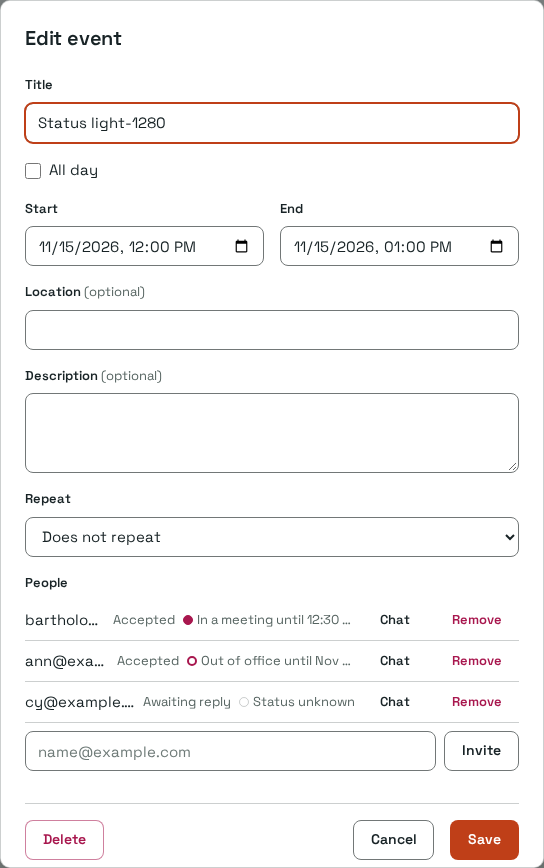 Edit event
Title
Status light-1280
All day
Start
End
11/15/2026, 12:00 PM
11/15/2026, 01:00 PM
Location (optional)
Description (optional)
Repeat
Does not repeat
People
bartholo... Accepted In a meeting until 12:30 ... Chat Remove
ann@exa... Accepted Out of office until Nov ... Chat Remove
cy@example.... Awaiting reply Status unknown Chat Remove
name@example.com Invite
Delete Cancel Save